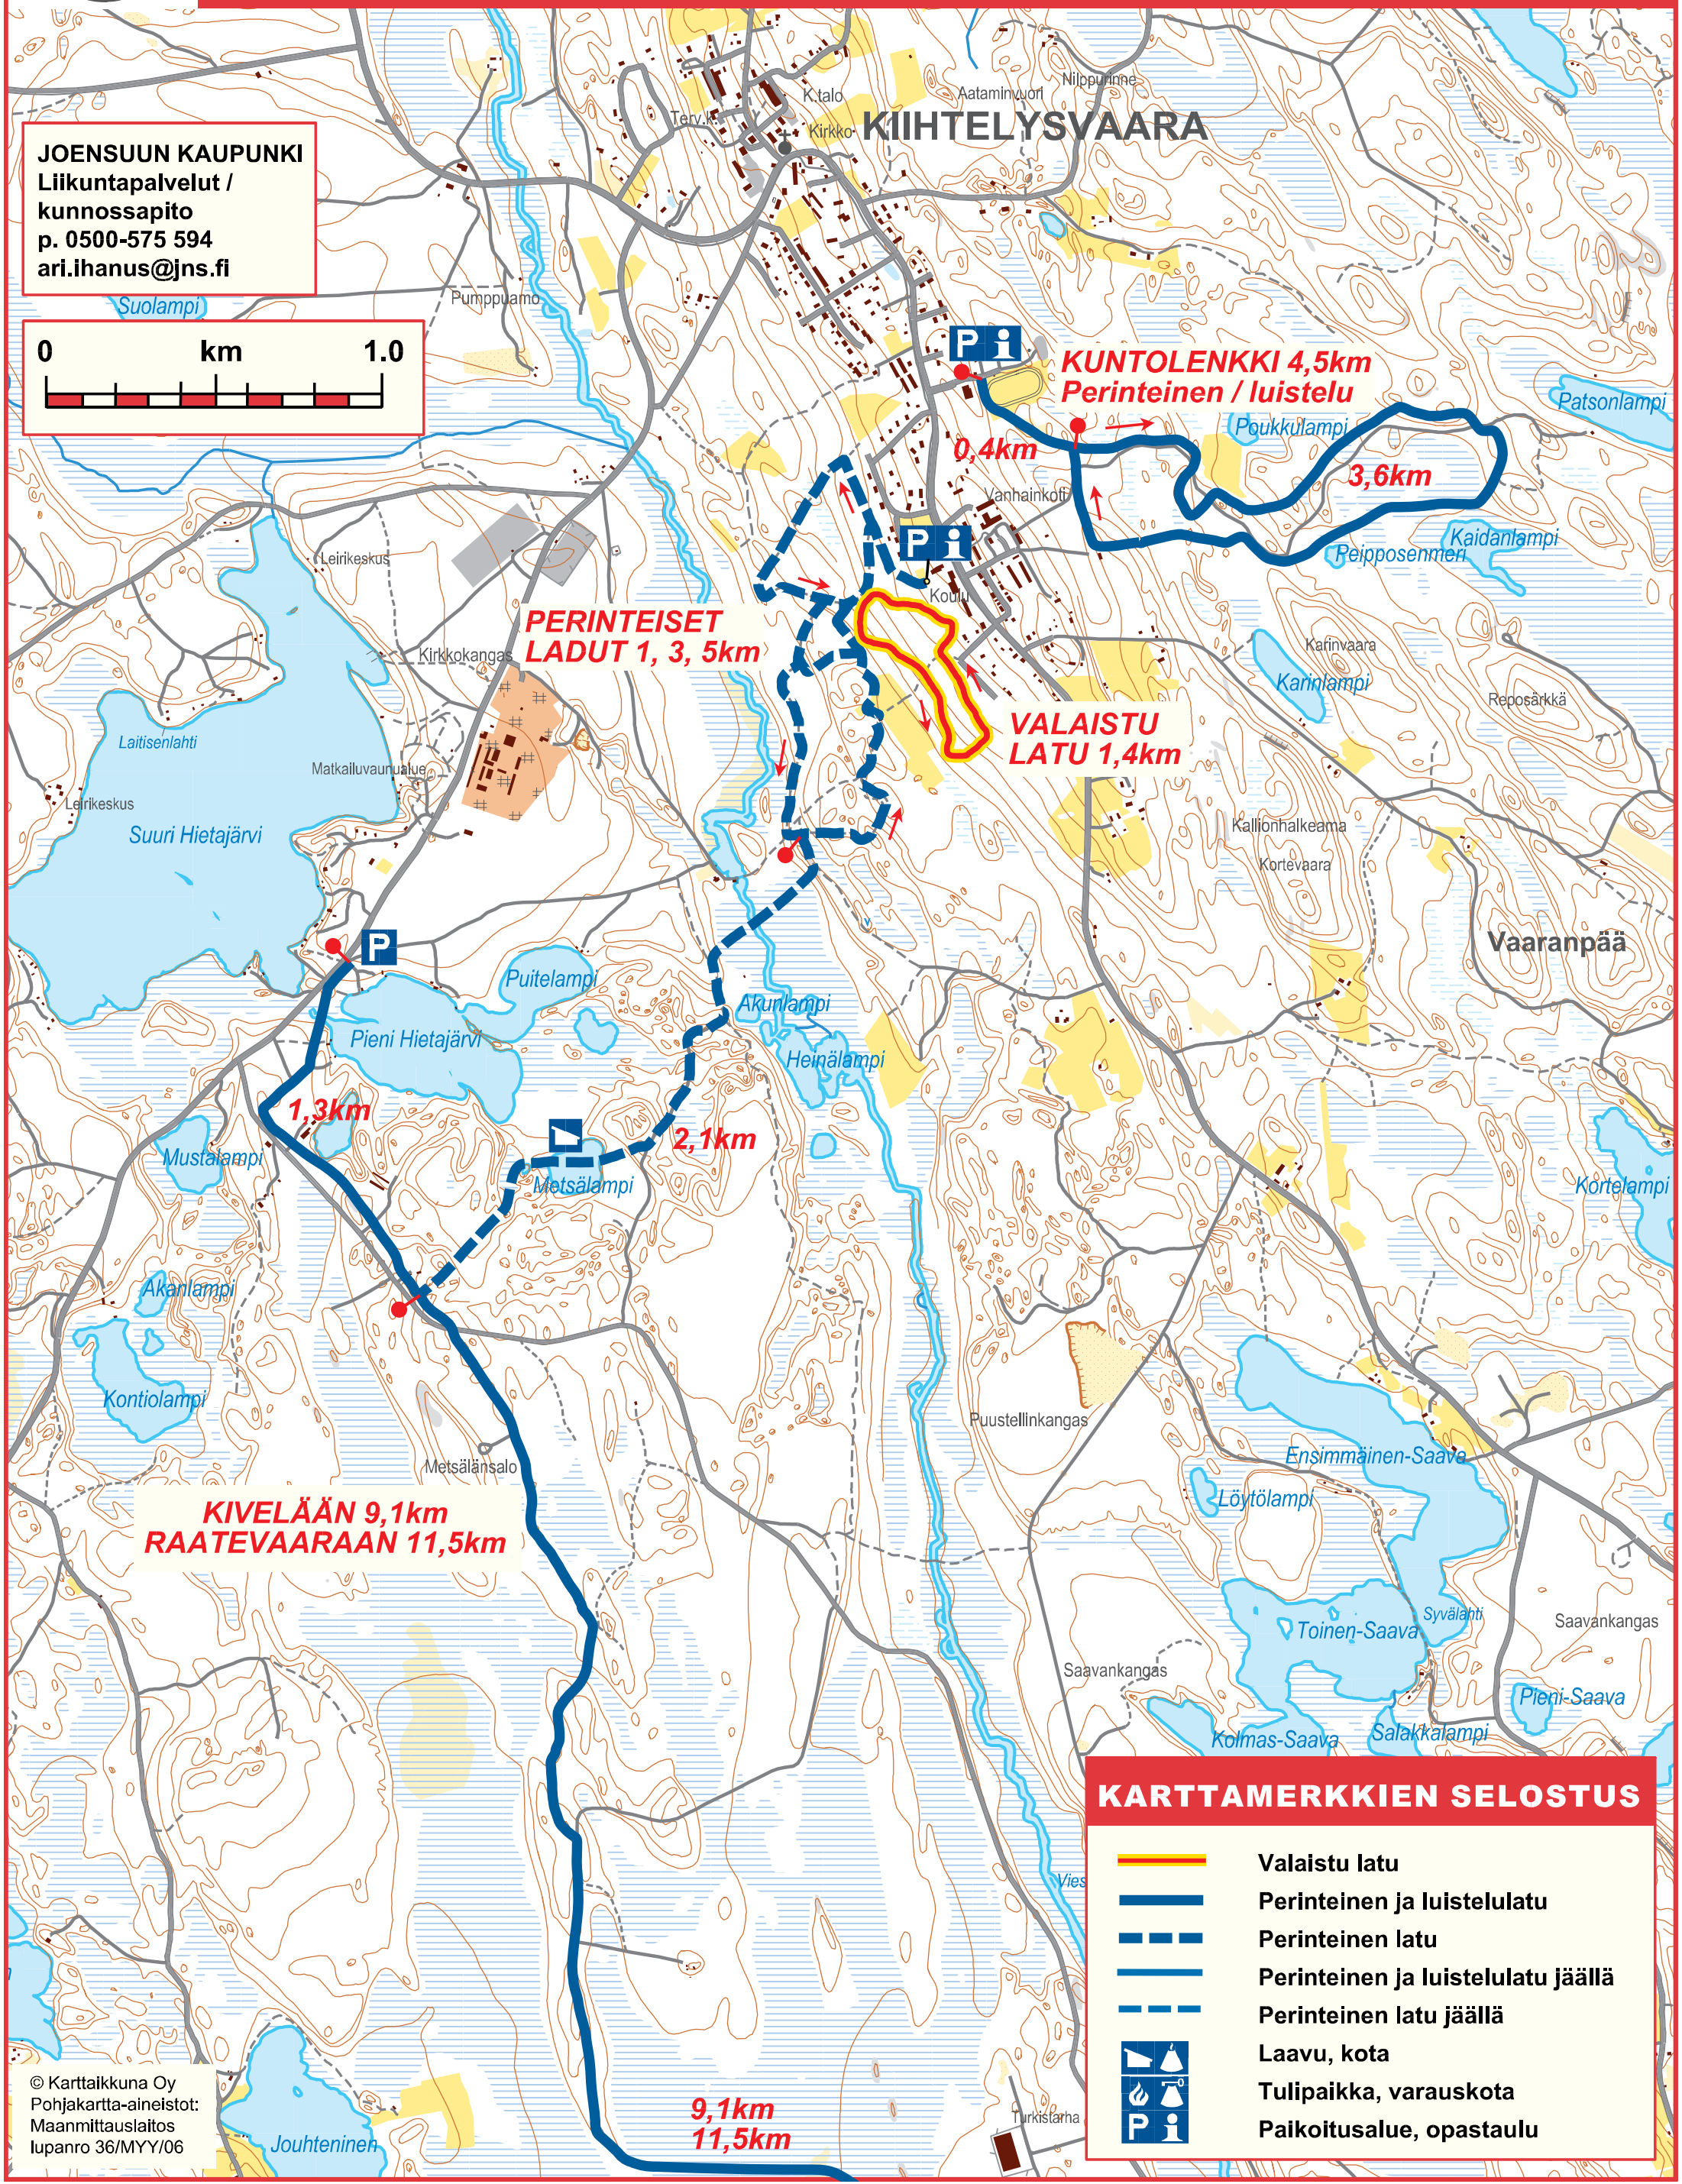 JOENSUUN KAUPUNKI
Liikuntapalvelut /
kunnossapito
p. 0500-575 594
ari.ihanus@jns.fi
Suolampi
0 km 1.0
Pumppuamo
Terv.k.
K.talo
Kirkko
KIIHTELYSVAARA
Aataminvuori
Nilppurinne
P i
KUNTOLENKKI 4,5km
Perinteinen / luistelu
0,4km
Poukkulampi
3,6km
Patsonlampi
Vanhainkoti
P i
Koulu
Peipposenmeri
Kaidanlampi
Leirikeskus
PERINTEISET
LADUT 1, 3, 5km
Kirkkokangas
Karinvaara
Karinlampi
Reposärkkä
VALAISTU
LATU 1,4km
Laitisenlahti
Matkailuvaunualue
Leirikeskus
Suuri Hietajärvi
Kallionhalkeama
Kortevaara
Vaaranpää
P
Puitelampi
Pieni Hietajärvi
Akunlampi
Heinälampi
1,3km
2,1km
Mustalampi
Metsälampi
Kortelampi
Akanlampi
Kontiolampi
Puustellinkangas
Metsälänsalo
Ensimmäinen-Saava
Löytölampi
KIVELÄÄN 9,1km
RAATEVAARAAN 11,5km
Toinen-Saava
Syvälahti
Saavankangas
Saavankangas
Pieni-Saava
Kolmas-Saava
Salakkalampi
KARTTAMERKKIEN SELOSTUS
Valaistu latu
Perinteinen ja luistelulatu
Perinteinen latu
Perinteinen ja luistelulatu jäällä
Perinteinen latu jäällä
Laavu, kota
Tulipaikka, varauskota
P i Paikoitusalue, opastaulu
Vies
9,1km
11,5km
Turkistarha
Jouhteninen
© Karttaikkuna Oy
Pohjakartta-aineistot:
Maanmittauslaitos
lupanro 36/MYY/06